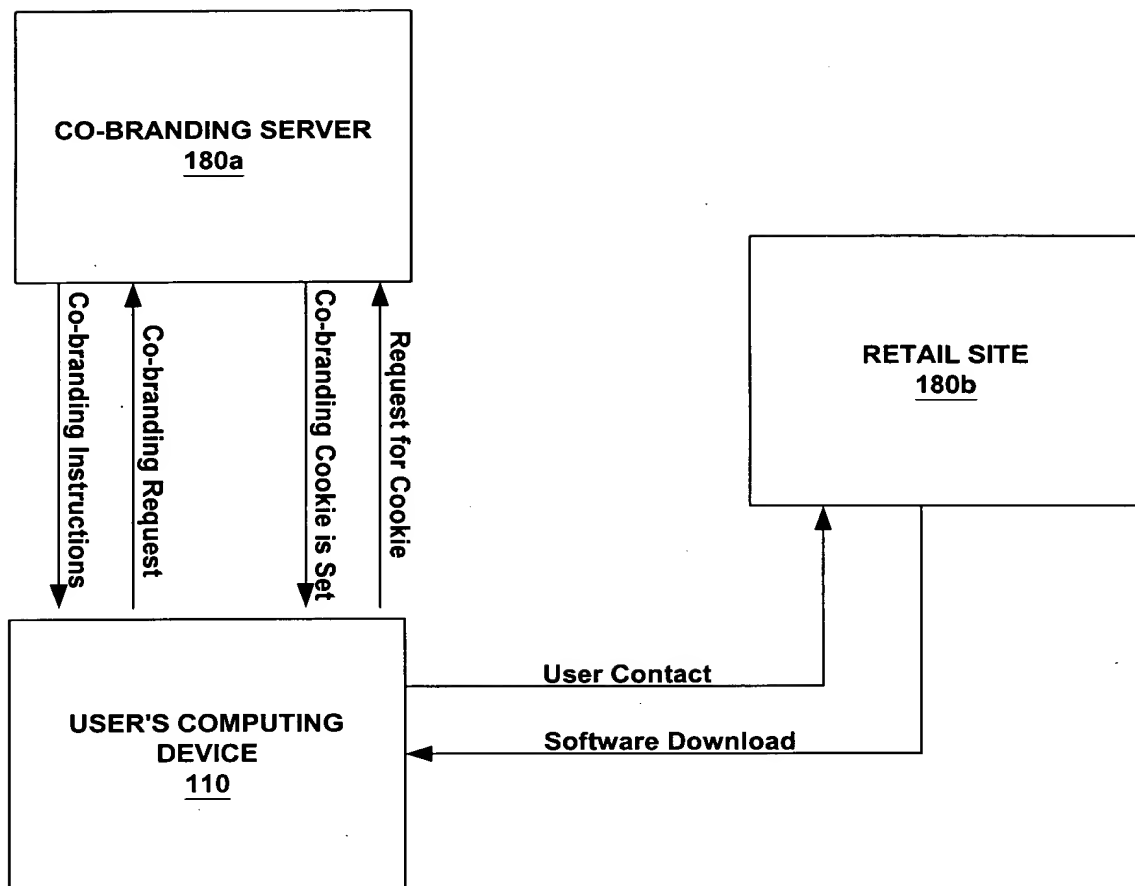 CO-BRANDING SERVER
180a
RETAIL SITE
180b
Co-branding Instructions
Co-branding Request
Co-branding Cookie is Set
Request for Cookie
User Contact
Software Download
USER'S COMPUTING
DEVICE
110